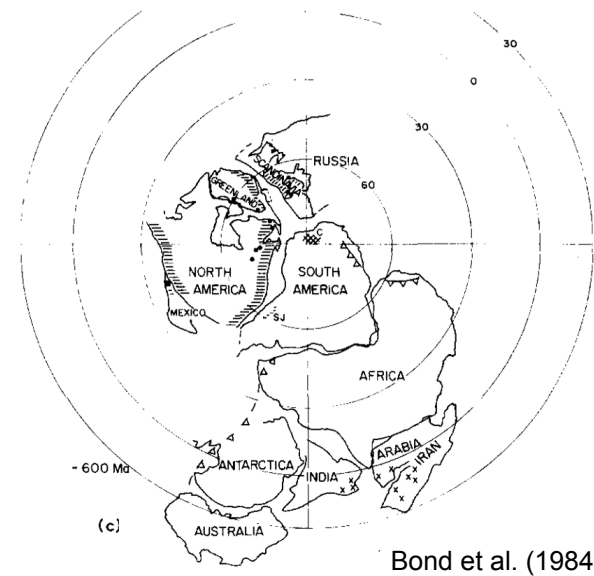 30
0
30
RUSSIA
SCANDINAVIA
60
GREENLAND
C
NORTH
AMERICA
SOUTH
AMERICA
MEXICO
SJ
AFRICA
ARABIA
IRAN
~600 Ma
ANTARCTICA
INDIA
(c)
AUSTRALIA
Bond et al. (1984